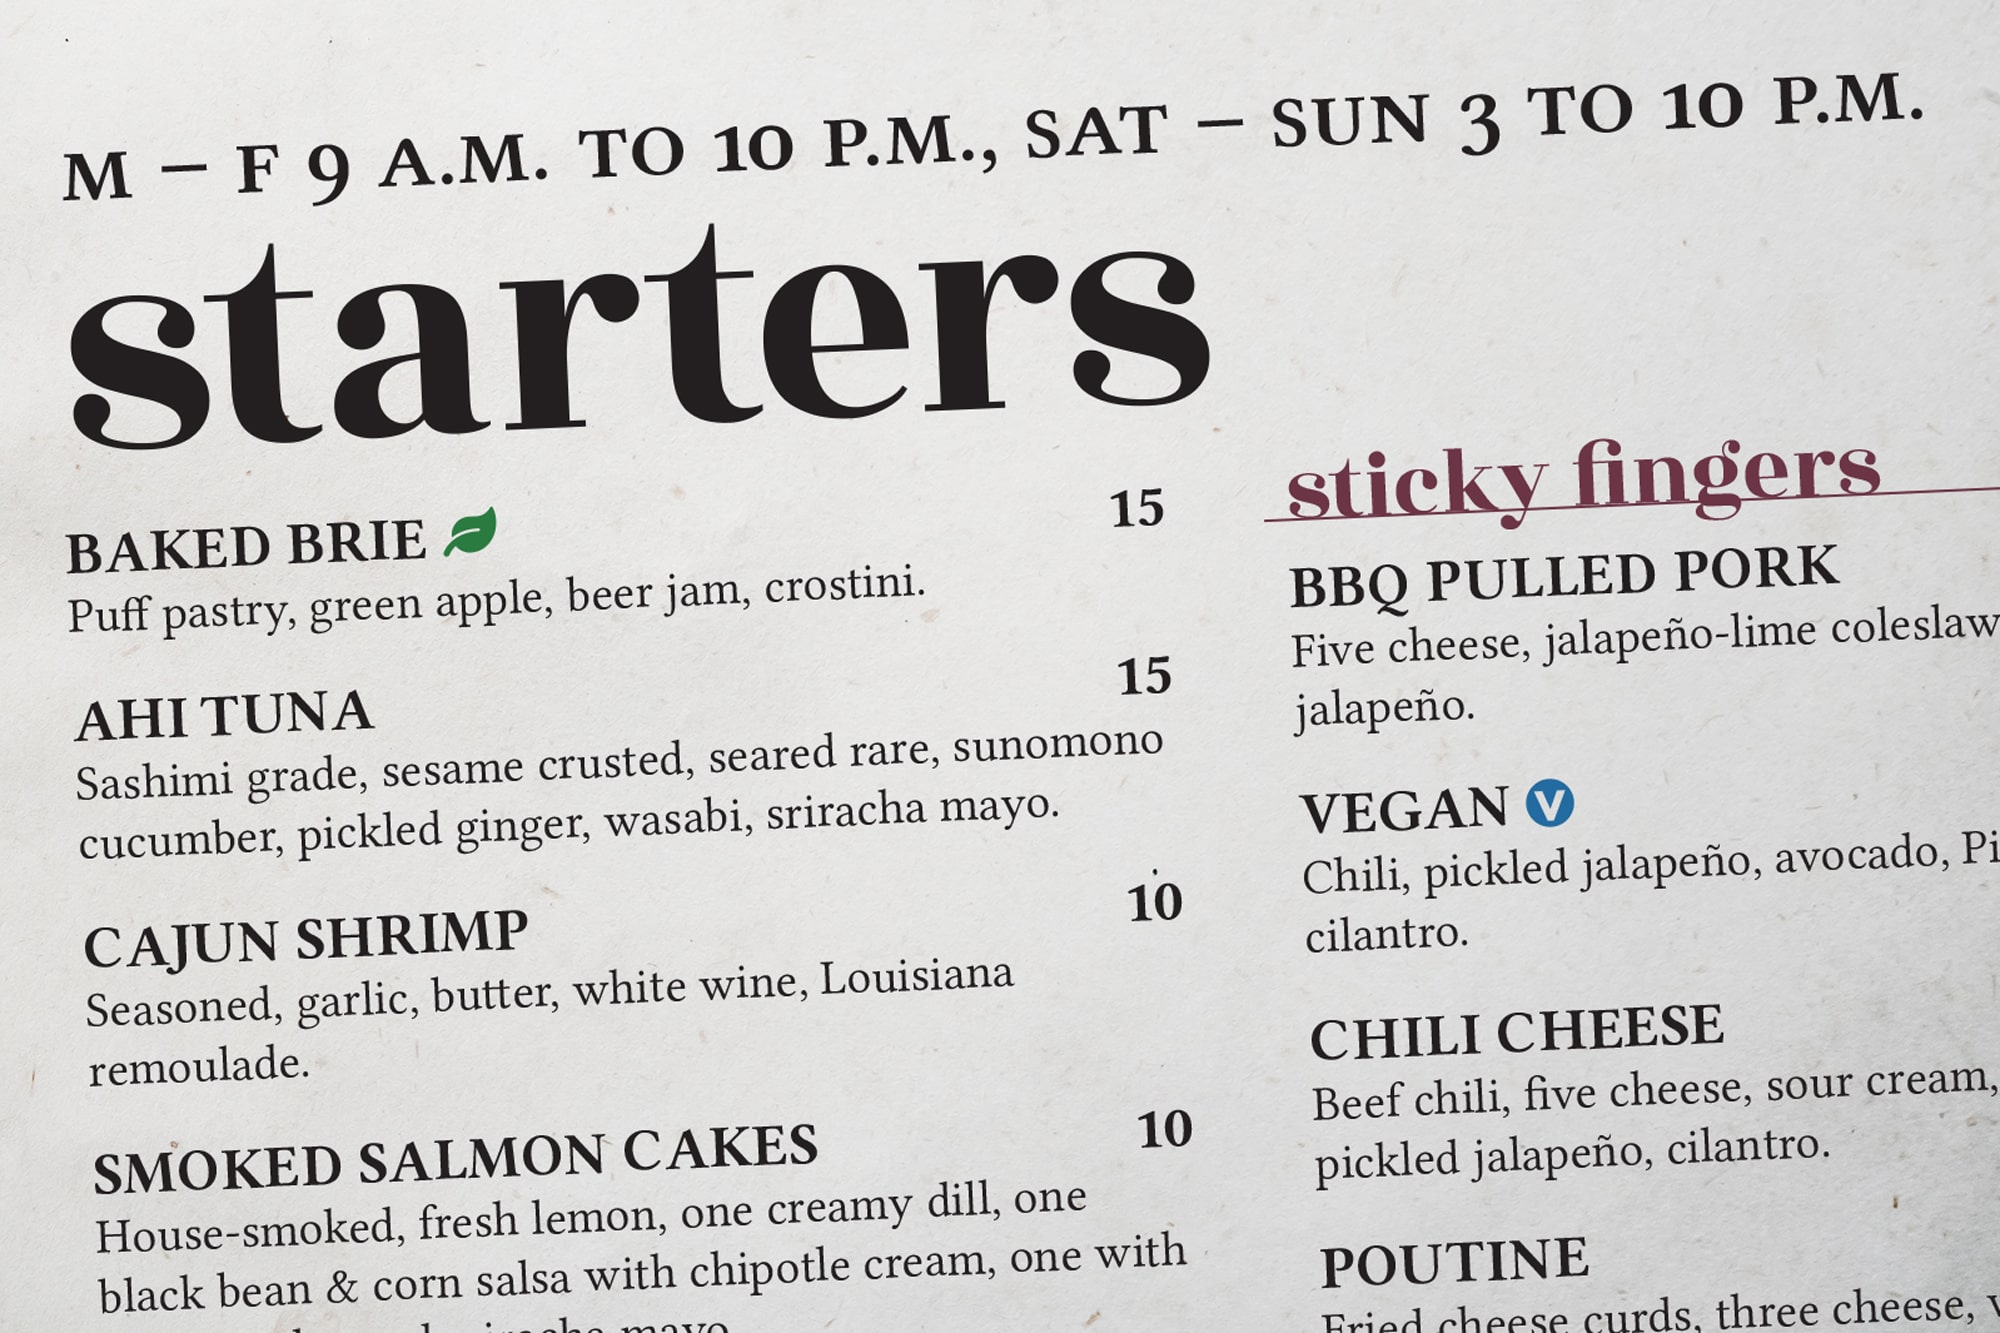 M – F 9 A.M. TO 10 P.M., SAT – SUN 3 TO 10 P.M.
starters
BAKED BRIE 15
Puff pastry, green apple, beer jam, crostini.
AHI TUNA 15
Sashimi grade, sesame crusted, seared rare, sunomono
cucumber, pickled ginger, wasabi, sriracha mayo.
CAJUN SHRIMP 10
Seasoned, garlic, butter, white wine, Louisiana
remoulade.
SMOKED SALMON CAKES 10
House-smoked, fresh lemon, one creamy dill, one
black bean & corn salsa with chipotle cream, one with
mayo.
sticky fingers
BBQ PULLED PORK
Five cheese, jalapeño-lime coleslaw
jalapeño.
VEGAN V
Chili, pickled jalapeño, avocado,
cilantro.
CHILI CHEESE
Beef chili, five cheese, sour cream,
pickled jalapeño, cilantro.
POUTINE
Fried cheese curds, three cheese,